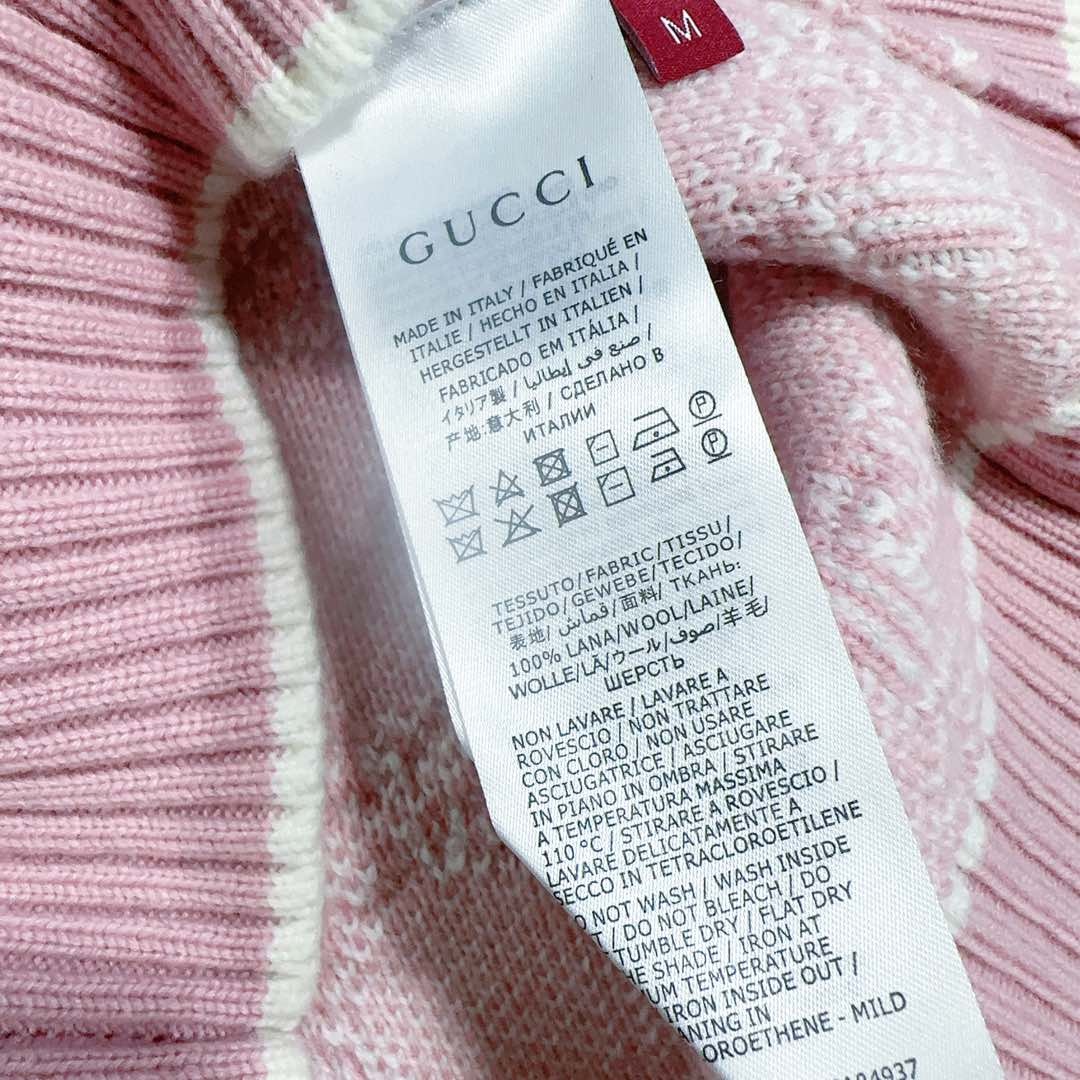 M
GUCCI
MADE IN ITALY / FABRIQUÉ EN
ITALIE / HECHO EN ITALIA /
HERGESTELLT IN ITALIEN /
FABRICADO EM ITÁLIA /
イタリア製 / صنع في إيطاليا /
产地:意大利 / СДЕЛАНО В
ИТАЛИИ
P
P
TESSUTO/FABRIC/TISSU/
TEJIDO/GEWEBE/TECIDO/
表地/قماش/面料/ ТКАНЬ:
100% LANA/WOOL/LAINE/
WOLLE/LÃ/ウール/صوف/羊毛/
ШЕРСТЬ
NON LAVARE / LAVARE A
ROVESCIO / NON TRATTARE
CON CLORO / NON USARE
ASCIUGATRICE / ASCIUGARE
IN PIANO IN OMBRA / STIRARE
A TEMPERATURA MASSIMA
110 °C / STIRARE A ROVESCIO /
LAVARE DELICATAMENTE A
SECCO IN TETRACLOROETILENE
O NOT WASH / WASH INSIDE
T / DO NOT BLEACH / DO
TUMBLE DRY / FLAT DRY
HE SHADE / IRON AT
UM TEMPERATURE
IRON INSIDE OUT /
ANING IN
OROETHENE - MILD
84937